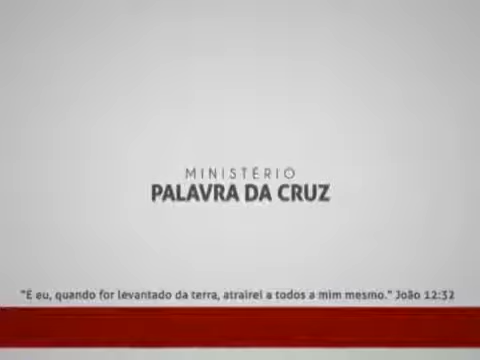 MINISTÉRIO
PALAVRA DA CRUZ
"E eu, quando for levantado da terra, atrairei a todos a mim mesmo." João 12:32